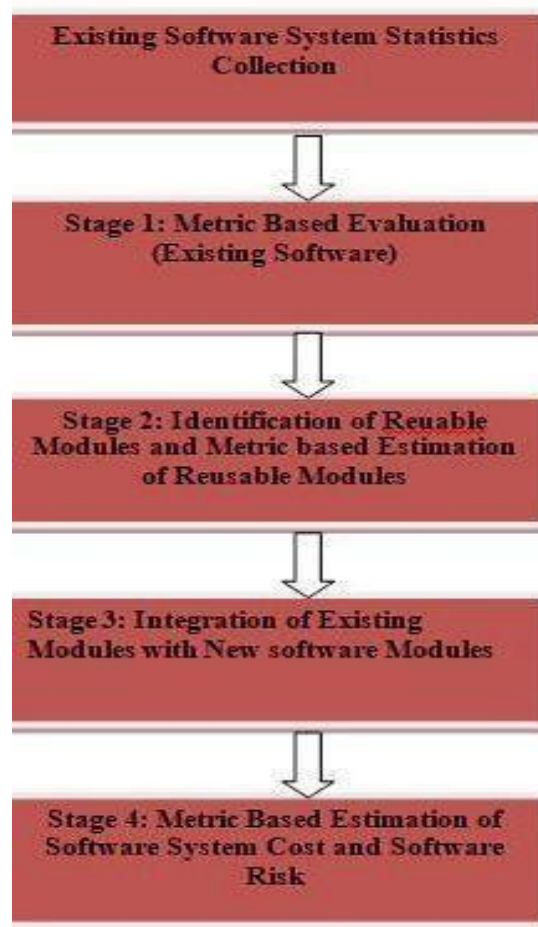 Existing Software System Statistics
Collection
Stage 1: Metric Based Evaluation
(Existing Software)
Stage 2: Identification of Reuable
Modules and Metric based Estimation
of Reusable Modules
Stage 3: Integration of Existing
Modules with New software Modules
Stage 4: Metric Based Estimation of
Software System Cost and Software
Risk